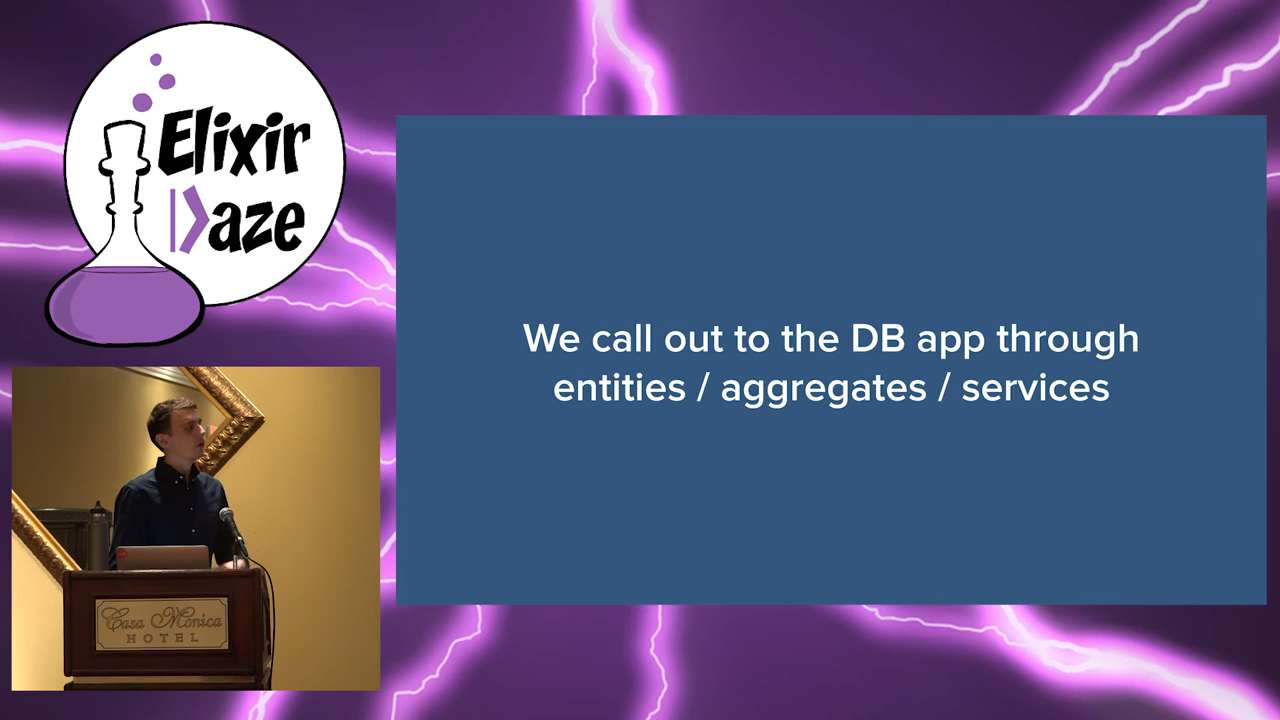 Elixir
|>aze
We call out to the DB app through
entities / aggregates / services
Casa Monica
HOTEL